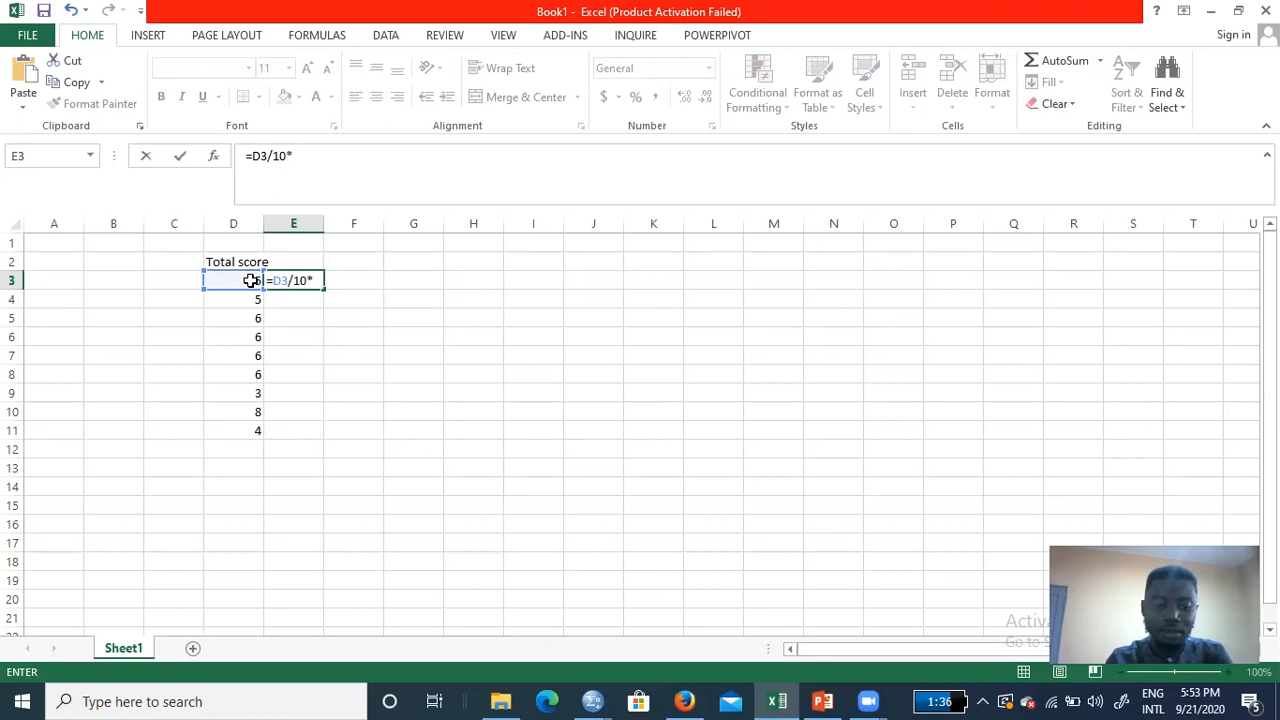 Book1 - Excel (Product Activation Failed)
FILE HOME INSERT PAGE LAYOUT FORMULAS DATA REVIEW VIEW ADD-INS INQUIRE POWERPIVOT Sign in
Cut
Copy
Format Painter
Paste
Clipboard
11
B I U
Font
Wrap Text
Merge & Center
Alignment
General
$ % ,
Number
Conditional Formatting
Format as Table
Cell Styles
Styles
Insert Delete Format
Cells
AutoSum
Fill
Clear
Sort & Filter
Find & Select
Editing
E3 =D3/10*
A B C D E F G H I J K L M N O P Q R S T U
1
2 Total score
3 =D3/10*
4 5
5 6
6 6
7 6
8 6
9 3
10 8
11 4
12
13
14
15
16
17
18
19
20
21
Sheet1
ENTER 100%
Type here to search
1:36
ENG
INTL
5:53 PM
9/21/2020
5